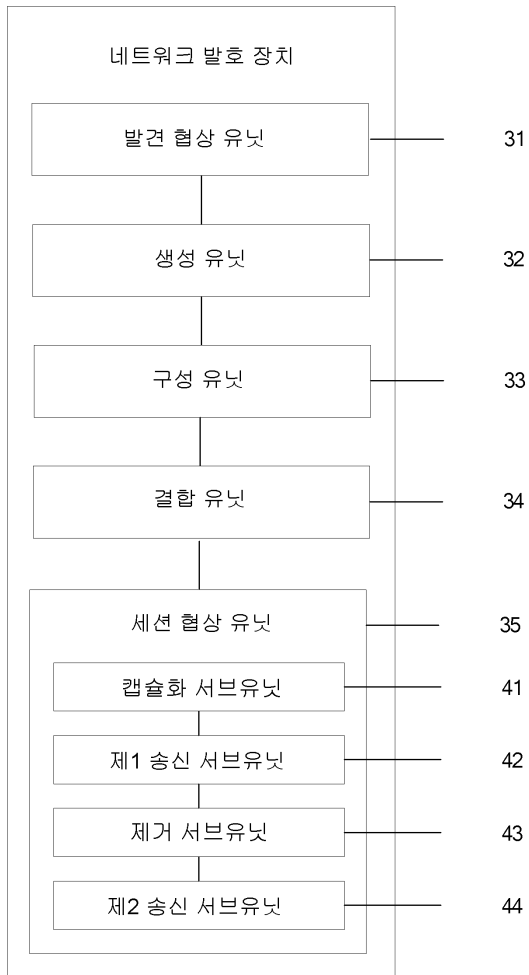 네트워크 발호 장치
발견 협상 유닛 31
생성 유닛 32
구성 유닛 33
결합 유닛 34
세션 협상 유닛 35
캡슐화 서브유닛 41
제1 송신 서브유닛 42
제거 서브유닛 43
제2 송신 서브유닛 44